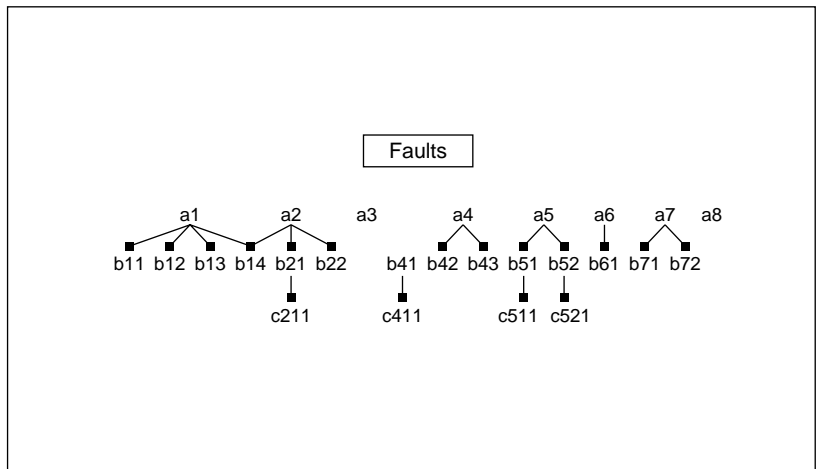 Faults
a1 a2 a3 a4 a5 a6 a7 a8
b11 b12 b13 b14 b21 b22 b41 b42 b43 b51 b52 b61 b71 b72
c211 c411 c511 c521